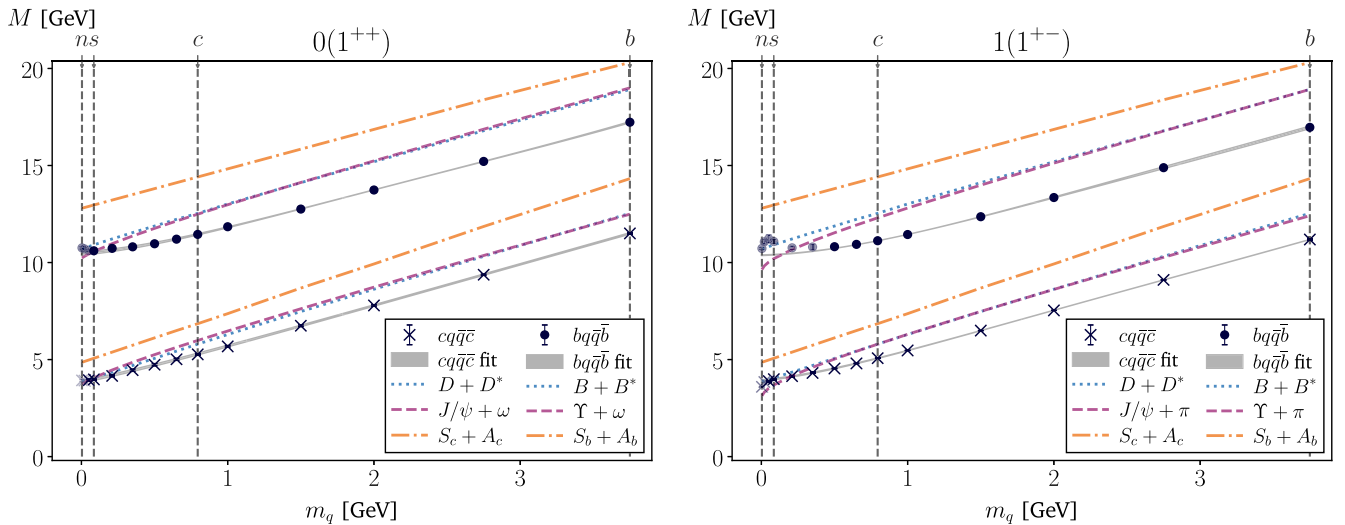 M [GeV]
n s c 0(1⁺⁺) b
20
15
10
5
0
0 1 2 3
m_q [GeV]
cqq̄c̄ bqq̄b̄
cqq̄c̄ fit bqq̄b̄ fit
D + D* B + B*
J/ψ + ω Υ + ω
S_c + A_c S_b + A_b
M [GeV]
n s c 1(1⁺⁻) b
20
15
10
5
0
0 1 2 3
m_q [GeV]
cqq̄c̄ bqq̄b̄
cqq̄c̄ fit bqq̄b̄ fit
D + D* B + B*
J/ψ + π Υ + π
S_c + A_c S_b + A_b